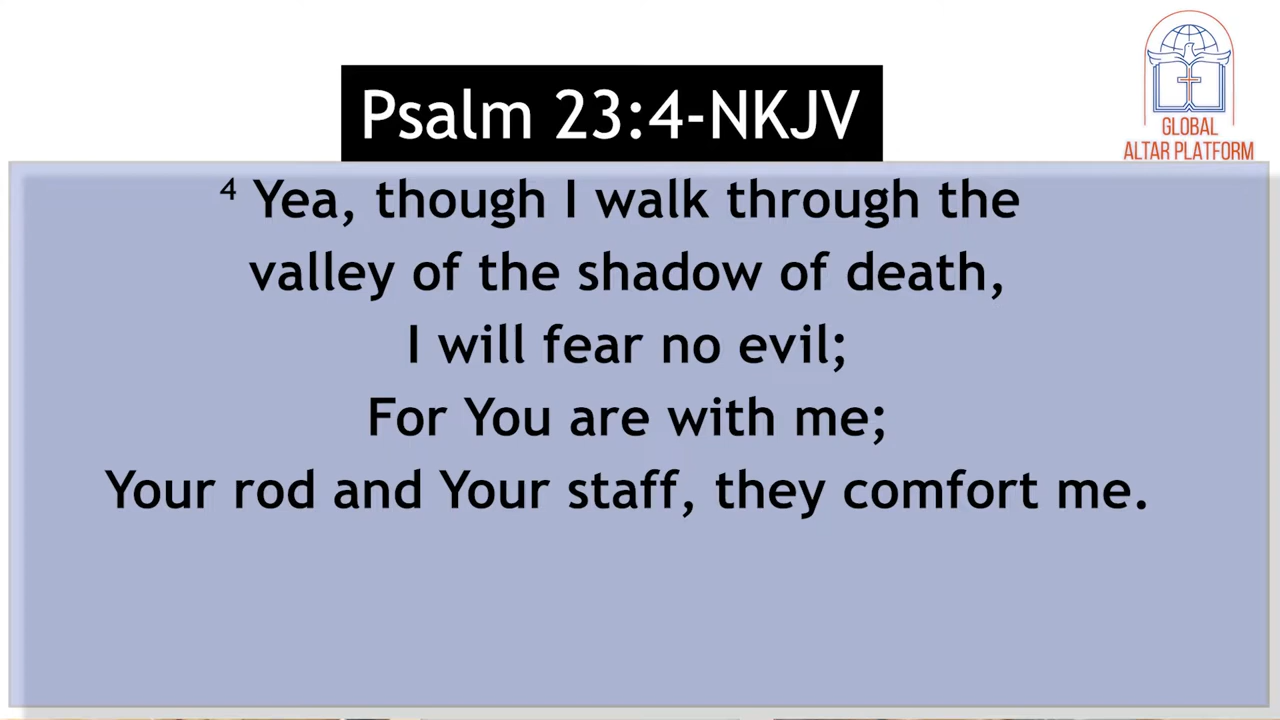 GLOBAL
ALTAR PLATFORM
Psalm 23:4-NKJV
4 Yea, though I walk through the
valley of the shadow of death,
I will fear no evil;
For You are with me;
Your rod and Your staff, they comfort me.